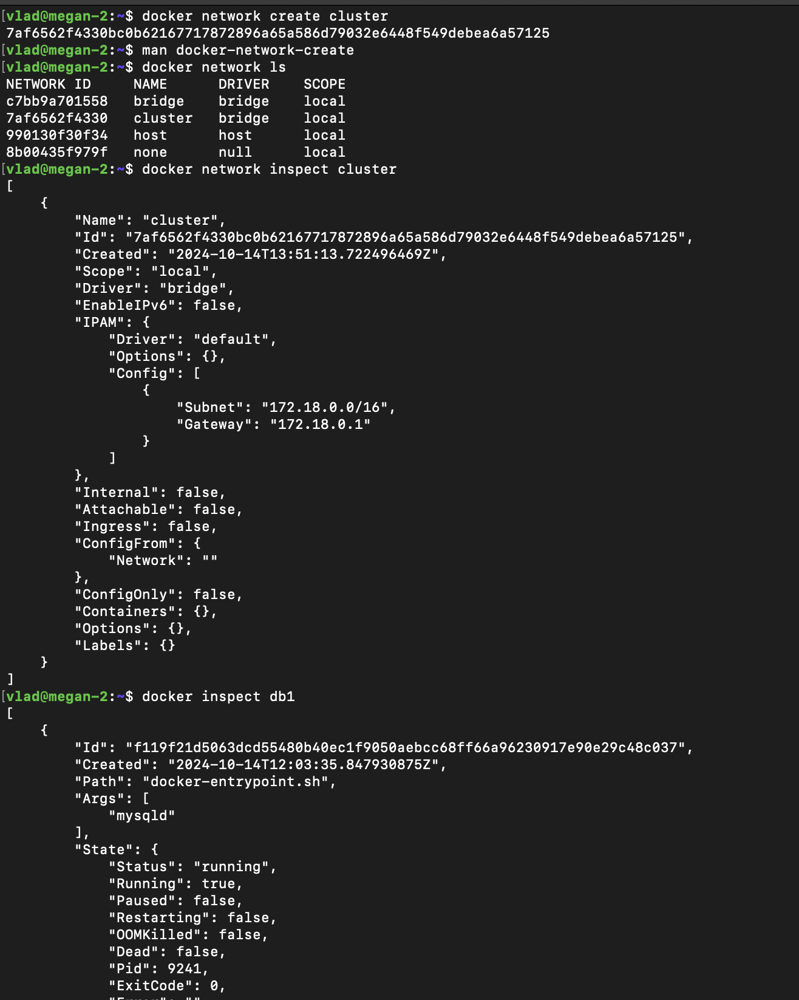 [vlad@megan-2:~$ docker network create cluster
7af6562f4330bc0b62167717872896a65a586d79032e6448f549debea6a57125
[vlad@megan-2:~$ man docker-network-create
[vlad@megan-2:~$ docker network ls
NETWORK ID     NAME      DRIVER    SCOPE
c7bb9a701558   bridge    bridge    local
7af6562f4330   cluster   bridge    local
990130f30f34   host      host      local
8b00435f979f   none      null      local
[vlad@megan-2:~$ docker network inspect cluster
[
    {
        "Name": "cluster",
        "Id": "7af6562f4330bc0b62167717872896a65a586d79032e6448f549debea6a57125",
        "Created": "2024-10-14T13:51:13.722496469Z",
        "Scope": "local",
        "Driver": "bridge",
        "EnableIPv6": false,
        "IPAM": {
            "Driver": "default",
            "Options": {},
            "Config": [
                {
                    "Subnet": "172.18.0.0/16",
                    "Gateway": "172.18.0.1"
                }
            ]
        },
        "Internal": false,
        "Attachable": false,
        "Ingress": false,
        "ConfigFrom": {
            "Network": ""
        },
        "ConfigOnly": false,
        "Containers": {},
        "Options": {},
        "Labels": {}
    }
]
[vlad@megan-2:~$ docker inspect db1
[
    {
        "Id": "f119f21d5063dcd55480b40ec1f9050aebcc68ff66a96230917e90e29c48c037",
        "Created": "2024-10-14T12:03:35.847930875Z",
        "Path": "docker-entrypoint.sh",
        "Args": [
            "mysqld"
        ],
        "State": {
            "Status": "running",
            "Running": true,
            "Paused": false,
            "Restarting": false,
            "OOMKilled": false,
            "Dead": false,
            "Pid": 9241,
            "ExitCode": 0,